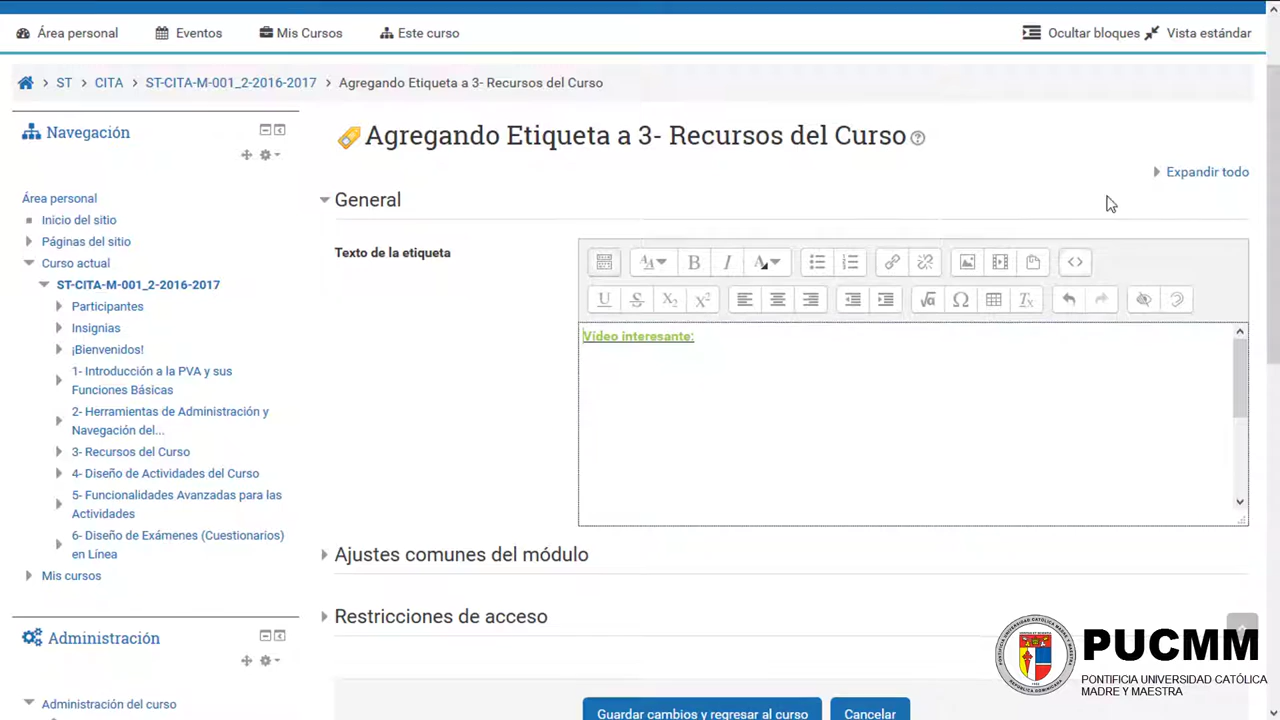 Área personal Eventos Mis Cursos Este curso Ocultar bloques Vista estándar
ST CITA ST-CITA-M-001_2-2016-2017 Agregando Etiqueta a 3- Recursos del Curso
Navegación
Área personal
Inicio del sitio
Páginas del sitio
Curso actual
ST-CITA-M-001_2-2016-2017
Participantes
Insignias
¡Bienvenidos!
1- Introducción a la PVA y sus
Funciones Básicas
2- Herramientas de Administración y
Navegación del...
3- Recursos del Curso
4- Diseño de Actividades del Curso
5- Funcionalidades Avanzadas para las
Actividades
6- Diseño de Exámenes (Cuestionarios)
en Línea
Mis cursos
Administración
Administración del curso
Agregando Etiqueta a 3- Recursos del Curso
Expandir todo
General
Texto de la etiqueta
Vídeo interesante:
Ajustes comunes del módulo
Restricciones de acceso
Guardar cambios y regresar al curso Cancelar
PUCMM
PONTIFICIA UNIVERSIDAD CATÓLICA
MADRE Y MAESTRA